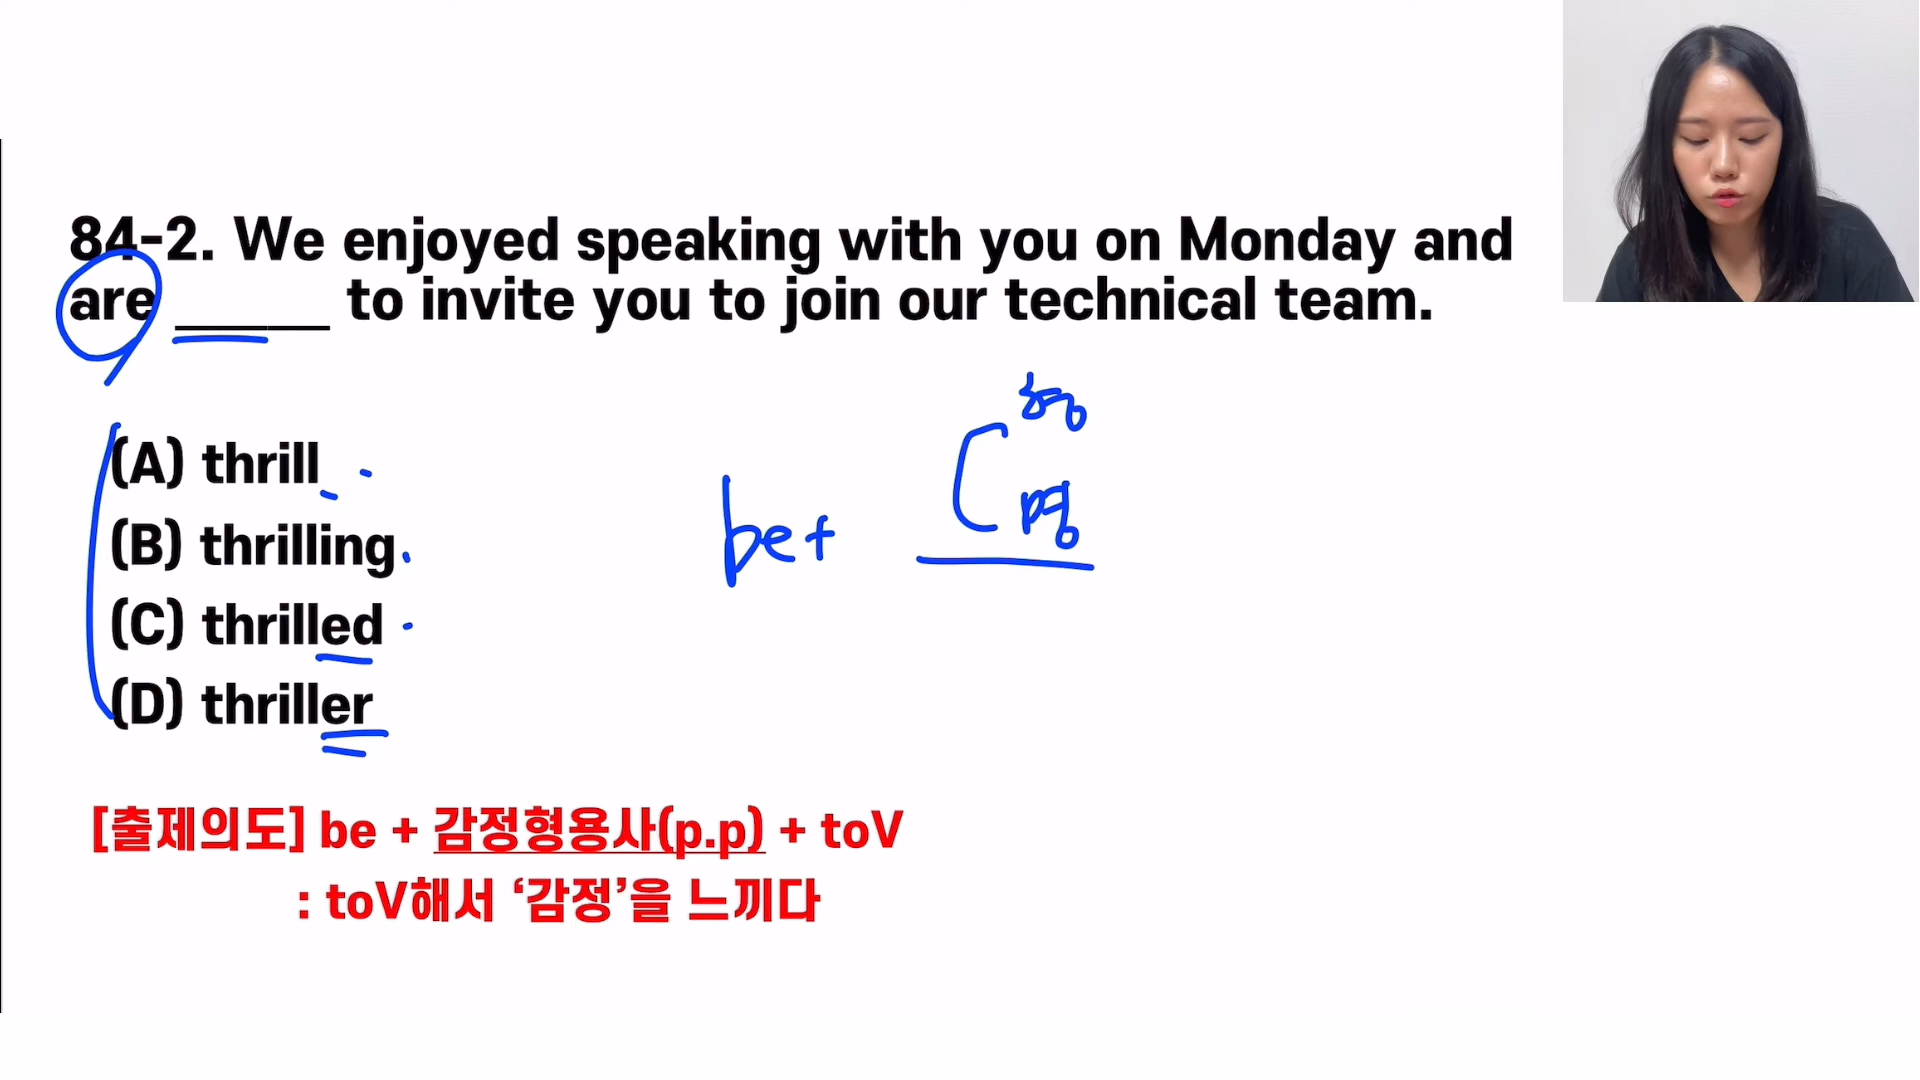 84-2. We enjoyed speaking with you on Monday and
are ______ to invite you to join our technical team.
(A) thrill
(B) thrilling
(C) thrilled
(D) thriller
be+
형
명
[출제의도] be + 감정형용사(p.p) + toV
: toV해서 ‘감정’을 느끼다